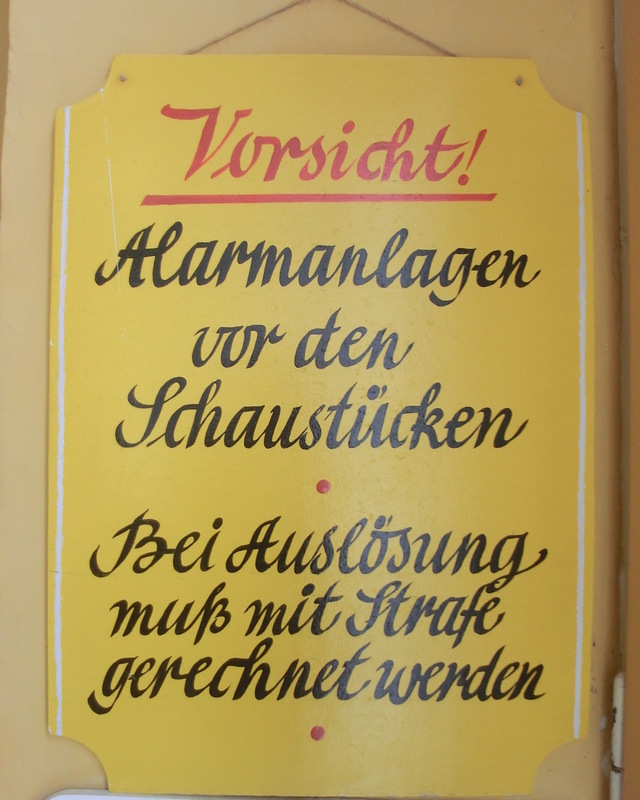 Vorsicht!
Alarmanlagen
vor den
Schaustücken
Bei Auslösung
muß mit Strafe
gerechnet werden